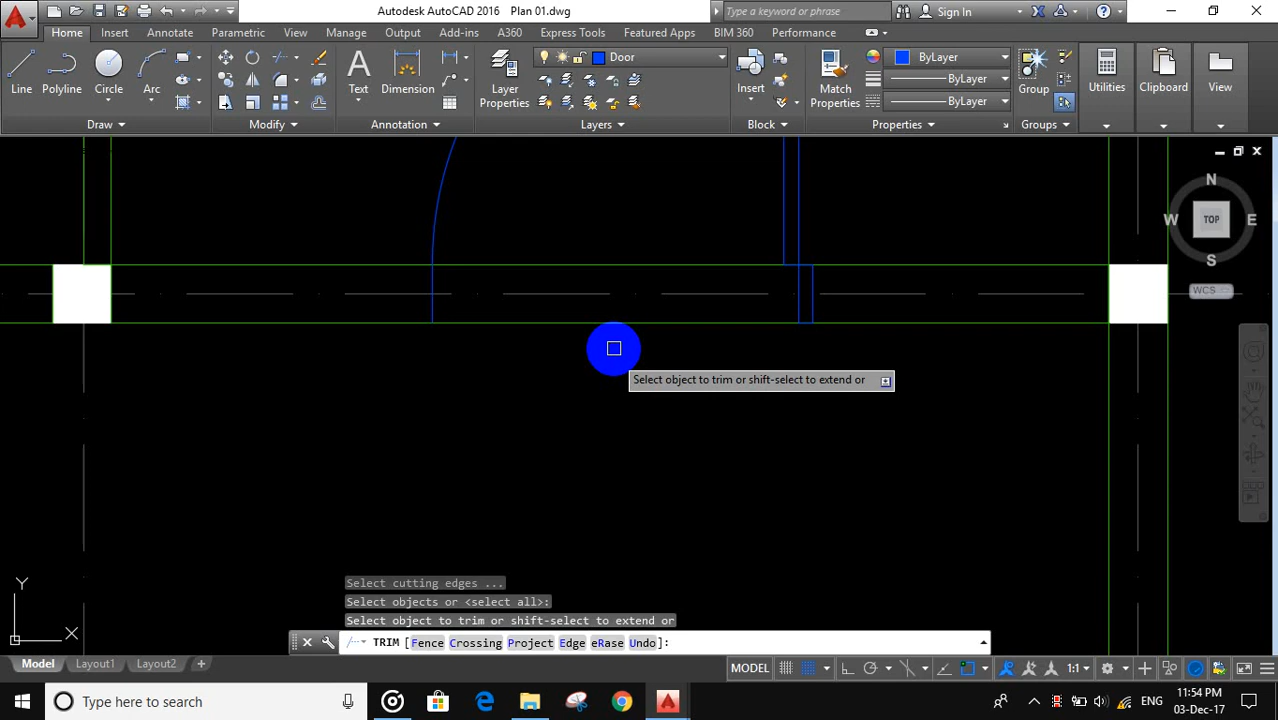 Autodesk AutoCAD 2016 Plan 01.dwg
Type a keyword or phrase
Sign In
Home Insert Annotate Parametric View Manage Output Add-ins A360 Express Tools Featured Apps BIM 360 Performance
Door
ByLayer
ByLayer
ByLayer
Line Polyline Circle Arc
Text Dimension
Layer
Properties
Insert
Match
Properties
Group Utilities Clipboard View
Draw Modify Annotation Layers Block Properties Groups
N
W TOP E
S
WCS
Select object to trim or shift-select to extend or
Y
X
Select cutting edges ...
Select objects or <select all>:
Select object to trim or shift-select to extend or
TRIM [Fence Crossing Project Edge eRase Undo]:
Model Layout1 Layout2 +
MODEL 1:1
Type here to search
ENG
11:54 PM
03-Dec-17